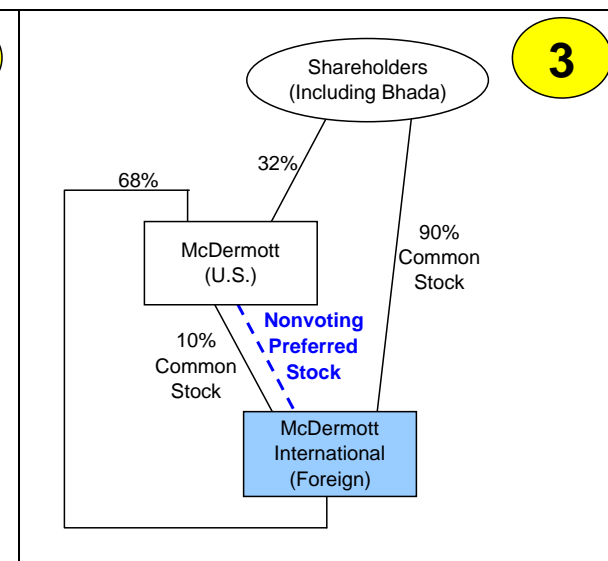 3
Shareholders
(Including Bhada)
32%
68%
McDermott
(U.S.)
90%
Common
Stock
Nonvoting
Preferred
Stock
10%
Common
Stock
McDermott
International
(Foreign)